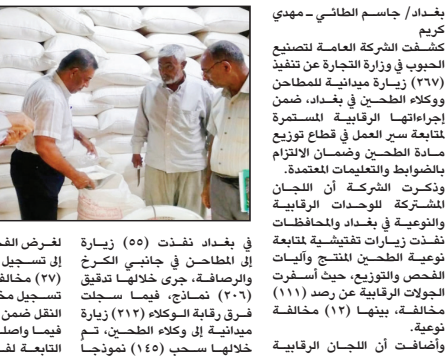 بغداد/ جاسم الطائي – مهدي
كريم
كشفت الشركة العامة لتصنيع
الحبوب في وزارة التجارة عن تنفيذ
(٢٦٧) زيارة ميدانية للمطاحن
ووكلاء الطحين في بغداد، ضمن
إجراءاتها الرقابية المستمرة
لمتابعة سير العمل في قطاع توزيع
مادة الطحين وضمان الالتزام
بالضوابط والتعليمات المعتمدة.
وذكرت الشركة أن اللجان
المشتركة للوحدات الرقابية
والنوعية في بغداد والمحافظات
نفذت زيارات تفتيشية لمتابعة
نوعية الطحين المنتج وآليات
الفحص والتوزيع، حيث أسفرت
الجولات الرقابية عن رصد (١١١)
مخالفة، بينها (١٢) مخالفة
نوعية.
وأضافت أن اللجان الرقابية
في بغداد نفذت (٥٥) زيارة
إلى المطاحن في جانبي الكرخ
والرصافة، جرى خلالها تدقيق
(٢٠٦) نماذج، فيما سجلت
فرق رقابة الوكلاء (٢١٢) زيارة
ميدانية إلى وكلاء الطحين، تم
خلالها سحب (١٤٥) نموذجا
لغرض
إلى تسجيل
(٢٧)
تسجيل
النقل ضمن
فيما
التابعة